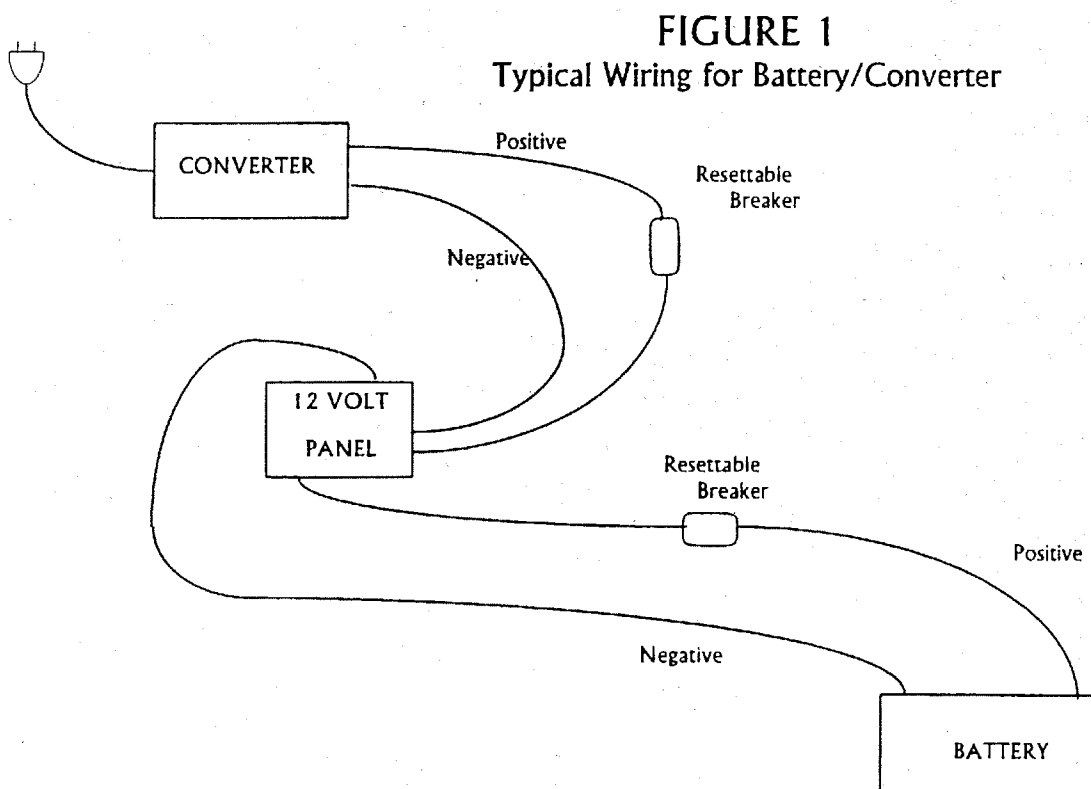 FIGURE 1
Typical Wiring for Battery/Converter
CONVERTER
Positive
Resettable
Breaker
Negative
12 VOLT
PANEL
Resettable
Breaker
Positive
Negative
BATTERY